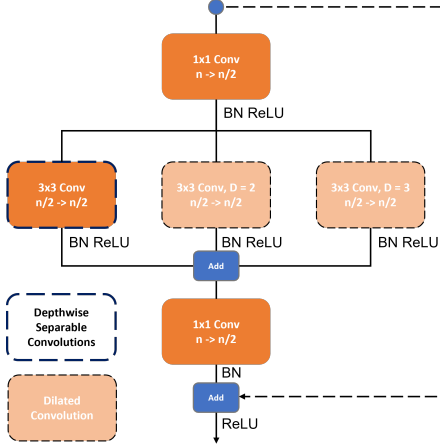 1x1 Conv
n -> n/2
BN ReLU
3x3 Conv
n/2 -> n/2
3x3 Conv, D = 2
n/2 -> n/2
3x3 Conv, D = 3
n/2 -> n/2
BN ReLU
BN ReLU
BN ReLU
Add
Depthwise
Separable
Convolutions
1x1 Conv
n -> n/2
BN
Dilated
Convolution
Add
ReLU